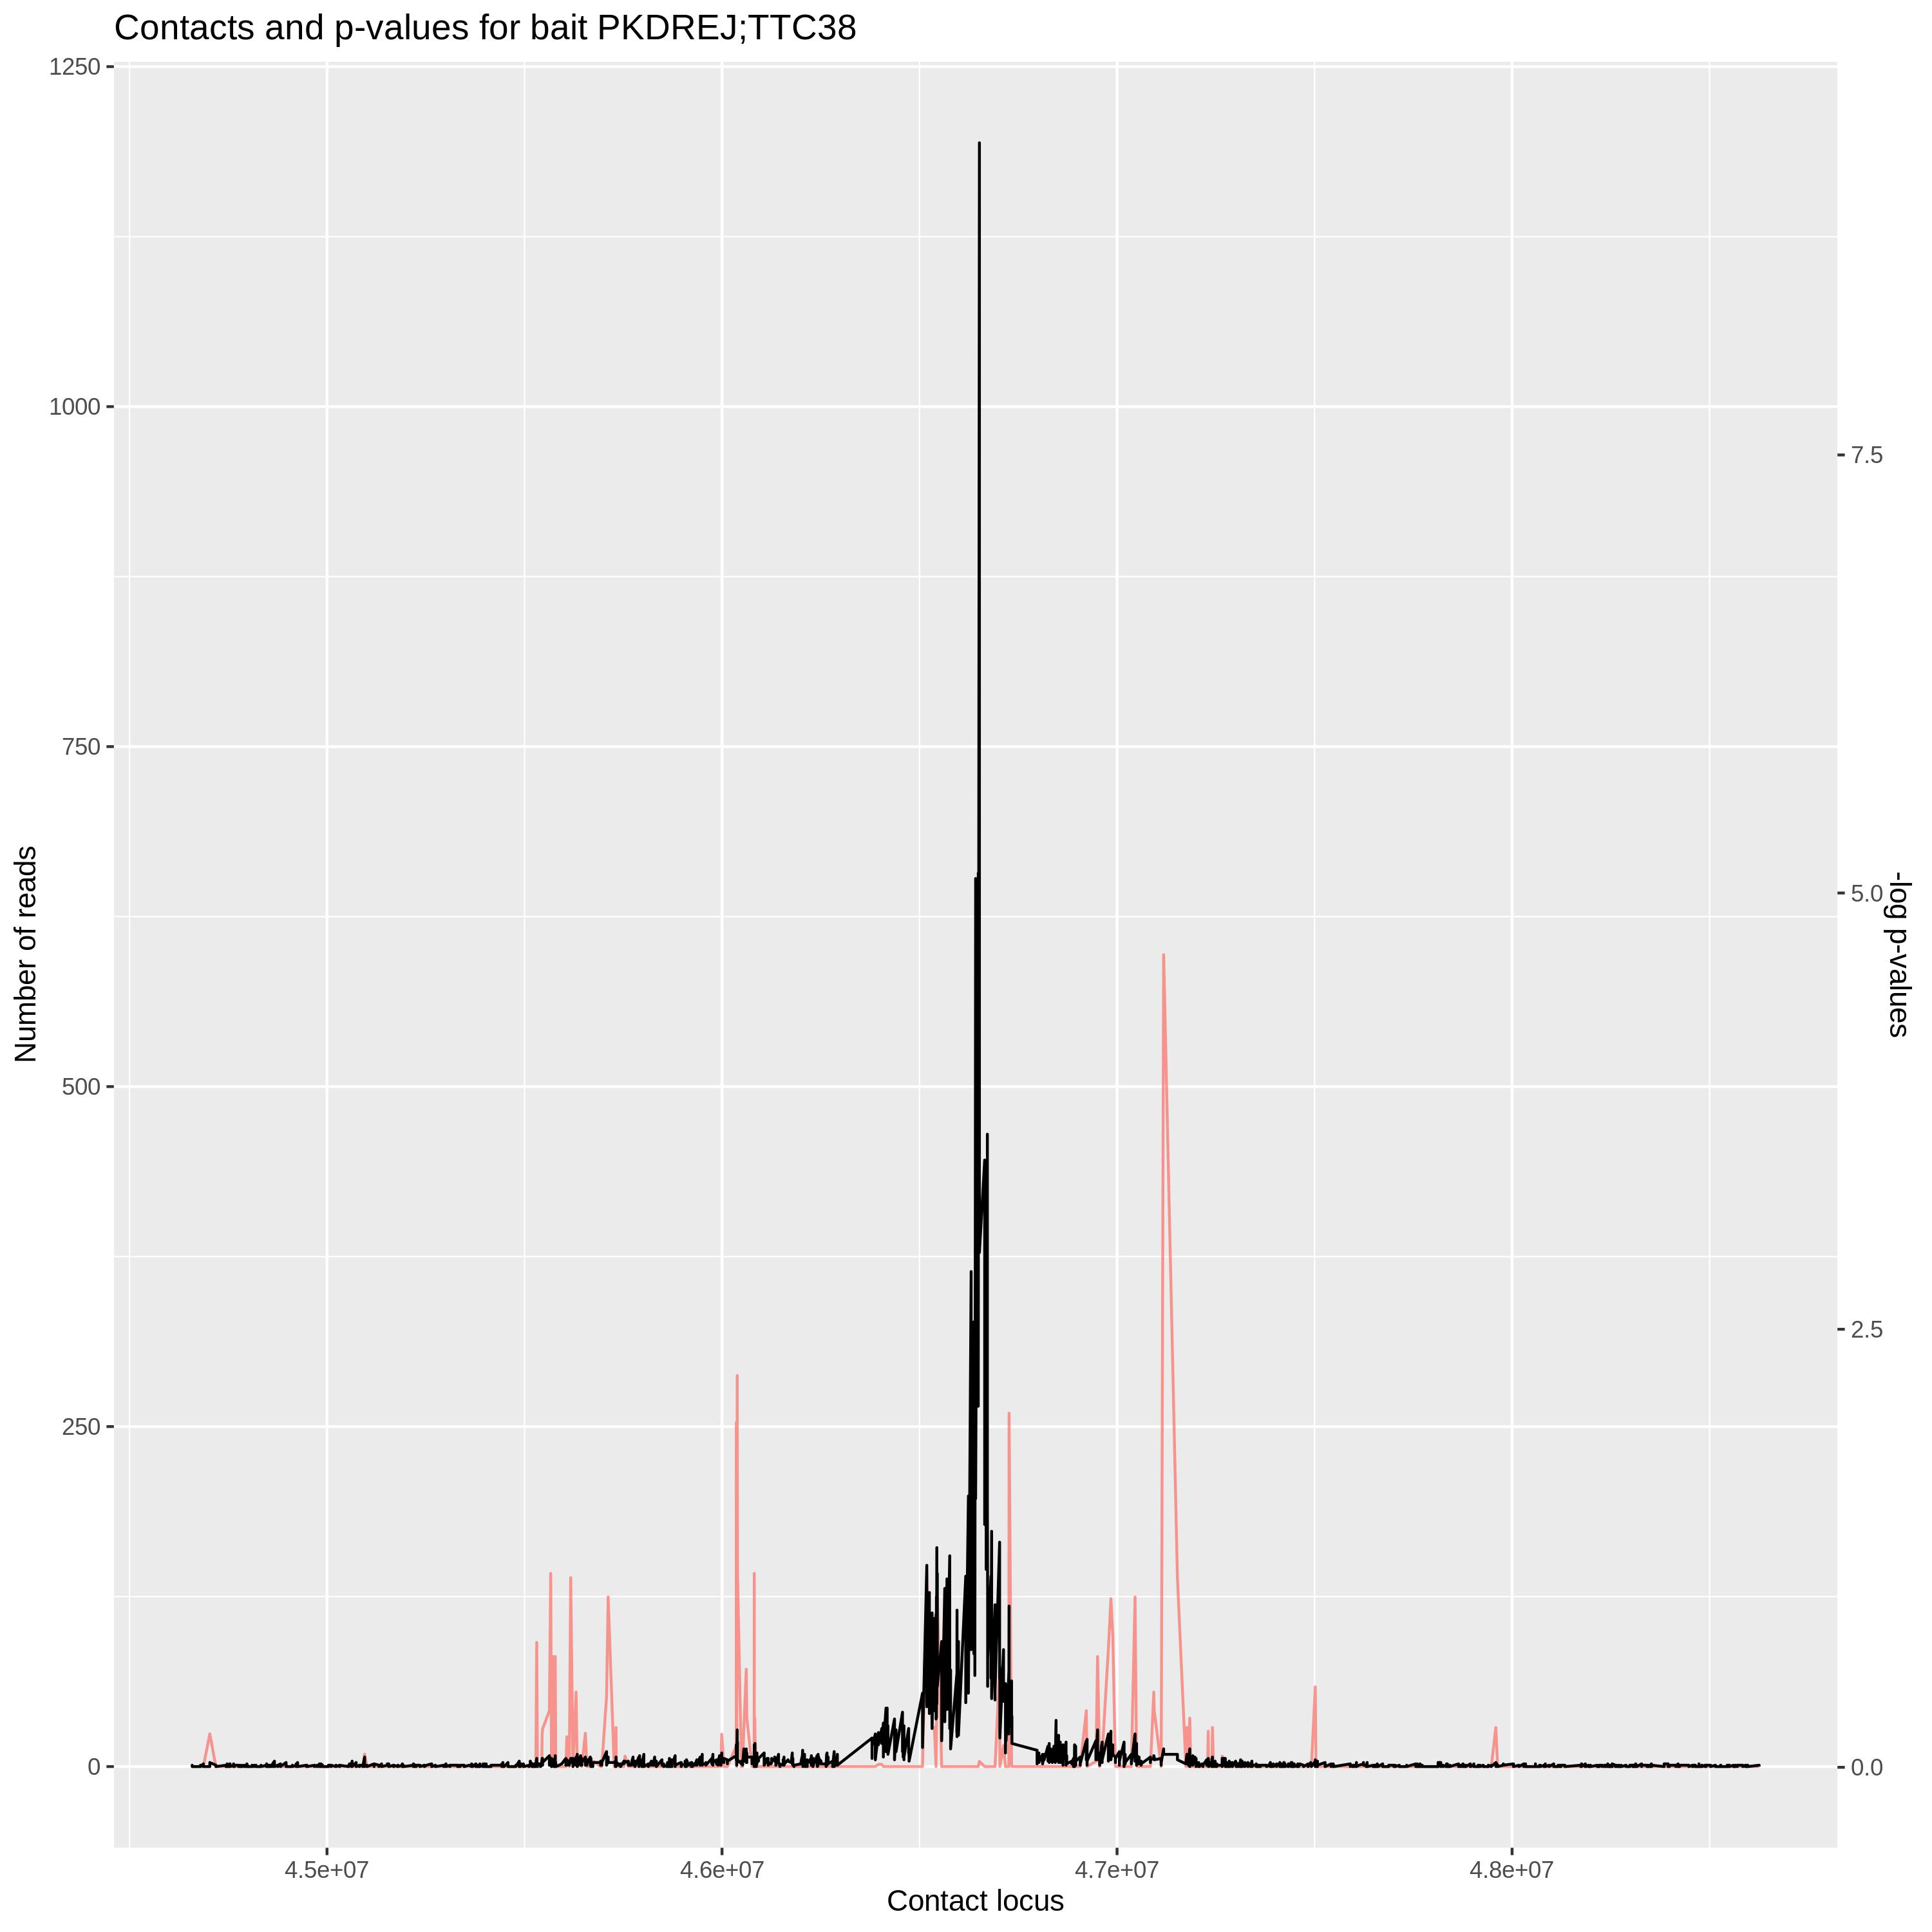 Contacts and p-values for bait PKDREJ;TTC38
1250
1000
750
500
250
0
Number of reads
7.5
5.0
2.5
0.0
-log p-values
4.5e+07
4.6e+07
4.7e+07
4.8e+07
Contact locus